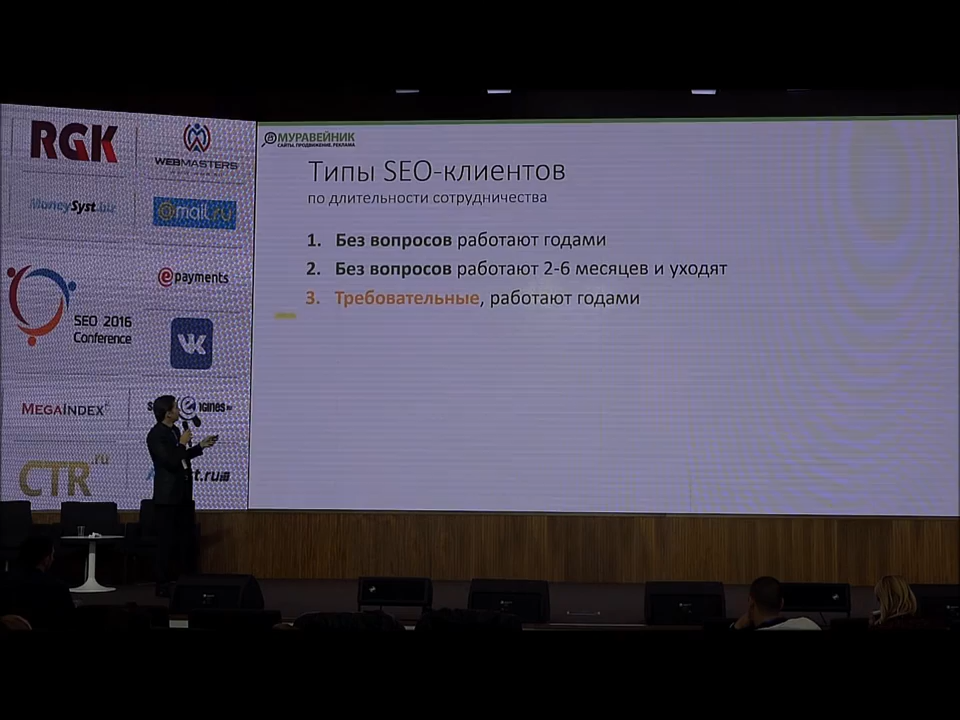 RGK
WEBMASTERS
MoneySyst.biz
@mail.ru
epayments
SEO 2016
Conference
VK
MEGAINDEX
CTR.ru
МУРАВЕЙНИК
САЙТЫ. ПРОДВИЖЕНИЕ. РЕКЛАМА
Типы SEO-клиентов
по длительности сотрудничества
1. Без вопросов работают годами
2. Без вопросов работают 2-6 месяцев и уходят
3. Требовательные, работают годами